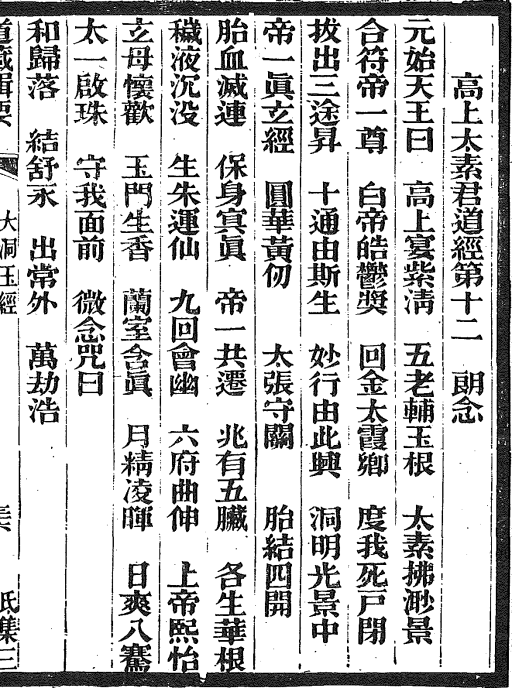 高上太素君道經第十二　朗念
元始天王曰　高上宴紫淸　五老輔玉根　太素拂渺景
合符帝一尊　白帝皓鬱奬　回金太霞鄉　度我死戸閉
拔出三途昇　十通由斯生　妙行由此興　洞明光景中
帝一眞玄經　圓華黃仞　太張守關　胎結四開
胎血滅連　保身寘眞　帝一共遷　兆有五臟　各生華根
穢液沉没　生朱運仙　九回會幽　六府曲伸　上帝熙怡
玄母懷歡　玉門生香　蘭室含眞　月精凌暉　日爽八騫
太一啟珠　守我面前　微念咒曰
和歸落　結舒永　出常外　萬劫浩
道藏輯要　大洞玉經　氐集三